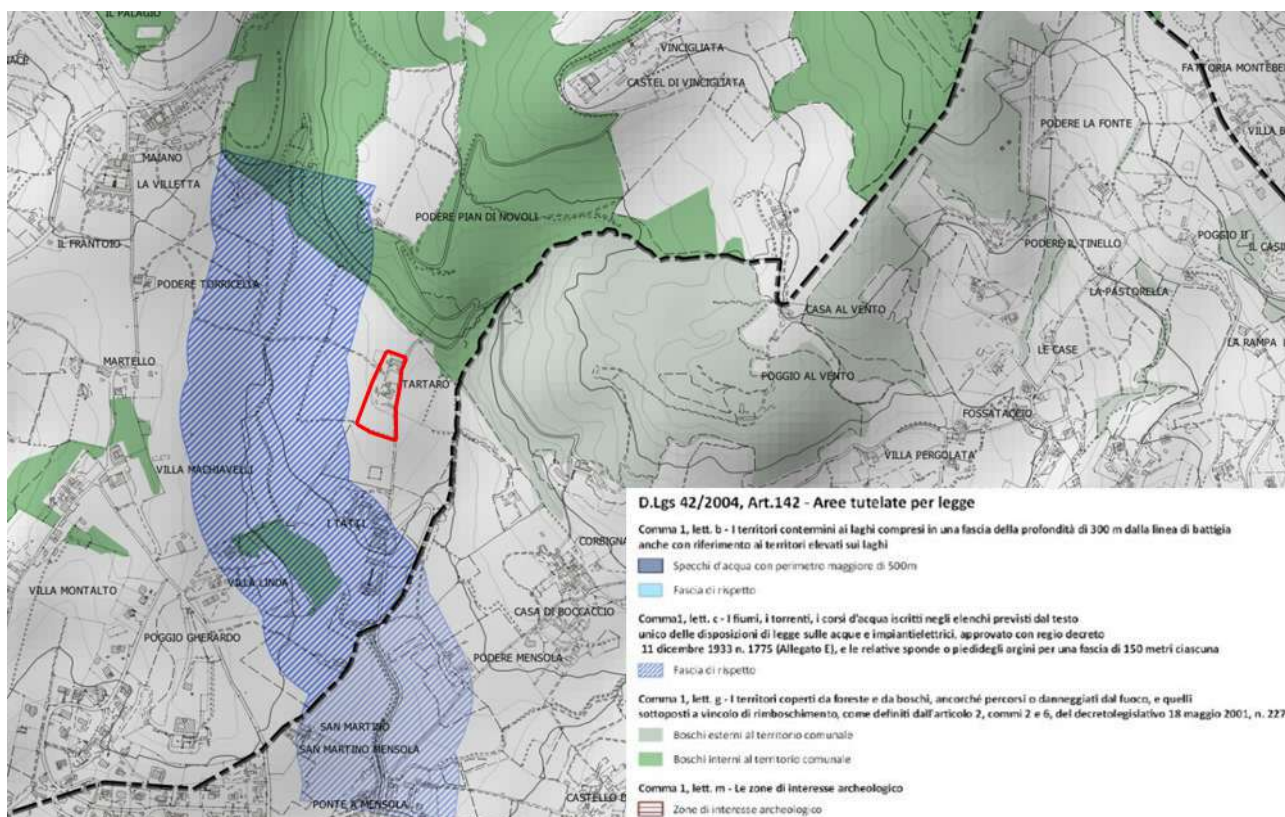 IL PALAGIO
VINCIGLIATA
CASTEL DI VINCIGLIATA
PODERE LA FONTE
MAIANO
LA VILLETTA
PODERE PIAN DI NOVOLI
IL FRANTOIO
PODERE IL TINELLO
POGGIO II
PODERE TORRICELLA
LA PASTORELLA
CASA AL VENTO
MARTELLO
TARTARO
LE CASE
POGGIO AL VENTO
FOSSATACCIO
VILLA MACHIAVELLI
VILLA PERGOLATA
I TATTI
VILLA LINDA
VILLA MONTALTO
CASA DI BOCCACCIO
POGGIO GHERARDO
PODERE MENSOLA
SAN MARTINO
SAN MARTINO MENSOLA
PONTE A MENSOLA
D.Lgs 42/2004, Art.142 - Aree tutelate per legge
Comma 1, lett. b - I territori contermini ai laghi compresi in una fascia della profondità di 300 m dalla linea di battigia
anche con riferimento ai territori elevati sui laghi
Specchi d'acqua con perimetro maggiore di 500m
Fascia di rispetto
Comma1, lett. c - I fiumi, i torrenti, i corsi d'acqua iscritti negli elenchi previsti dal testo
unico delle disposizioni di legge sulle acque e impiantielettrici, approvato con regio decreto
11 dicembre 1933 n. 1775 (Allegato E), e le relative sponde o piedidegli argini per una fascia di 150 metri ciascuna
Fascia di rispetto
Comma 1, lett. g - I territori coperti da foreste e da boschi, ancorché percorsi o danneggiati dal fuoco, e quelli
sottoposti a vincolo di rimboschimento, come definiti dall'articolo 2, commi 2 e 6, del decretolegislativo 18 maggio 2001, n. 227
Boschi esterni al territorio comunale
Boschi interni al territorio comunale
Comma 1, lett. m - Le zone di interesse archeologico
Zone di interesse archeologico